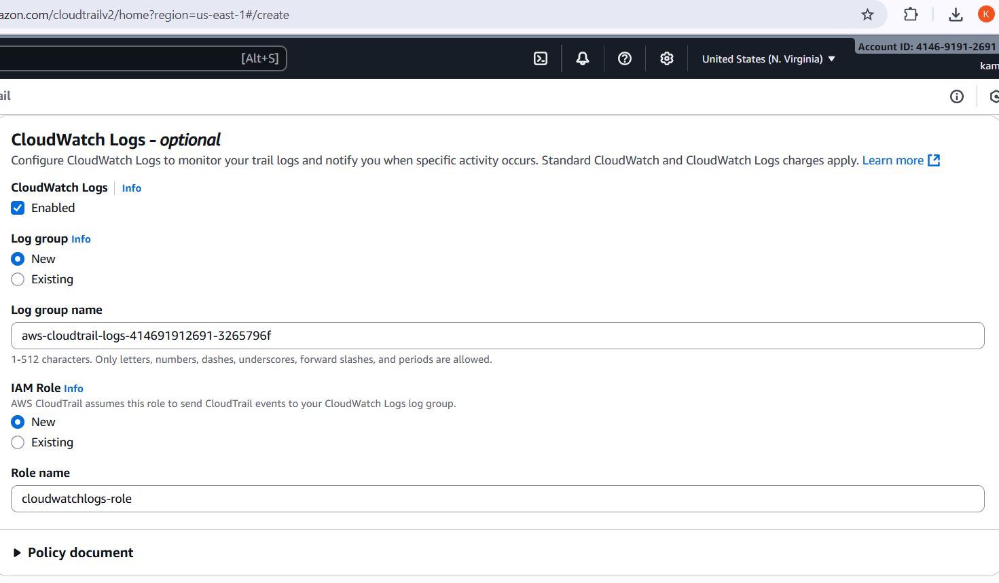 azon.com/cloudtrailv2/home?region=us-east-1#/create
K
[Alt+S]
United States (N. Virginia)
Account ID: 4146-9191-2691
kam
ail
CloudWatch Logs - optional
Configure CloudWatch Logs to monitor your trail logs and notify you when specific activity occurs. Standard CloudWatch and CloudWatch Logs charges apply. Learn more
CloudWatch Logs Info
Enabled
Log group Info
New
Existing
Log group name
aws-cloudtrail-logs-414691912691-3265796f
1-512 characters. Only letters, numbers, dashes, underscores, forward slashes, and periods are allowed.
IAM Role Info
AWS CloudTrail assumes this role to send CloudTrail events to your CloudWatch Logs log group.
New
Existing
Role name
cloudwatchlogs-role
Policy document